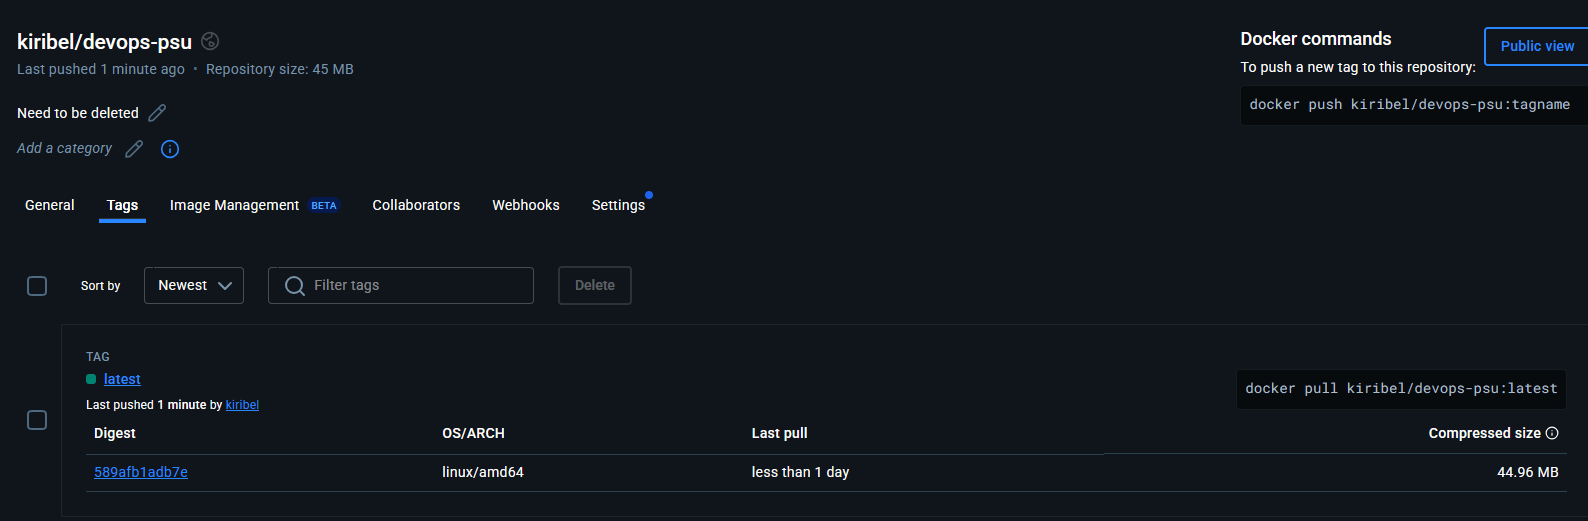 kiribel/devops-psu
Last pushed 1 minute ago • Repository size: 45 MB
Need to be deleted
Add a category
Docker commands
Public view
To push a new tag to this repository:
docker push kiribel/devops-psu:tagname
General Tags Image Management BETA Collaborators Webhooks Settings
Sort by Newest Filter tags Delete
TAG
latest
Last pushed 1 minute by kiribel
docker pull kiribel/devops-psu:latest
Digest OS/ARCH Last pull Compressed size
589afb1adb7e linux/amd64 less than 1 day 44.96 MB